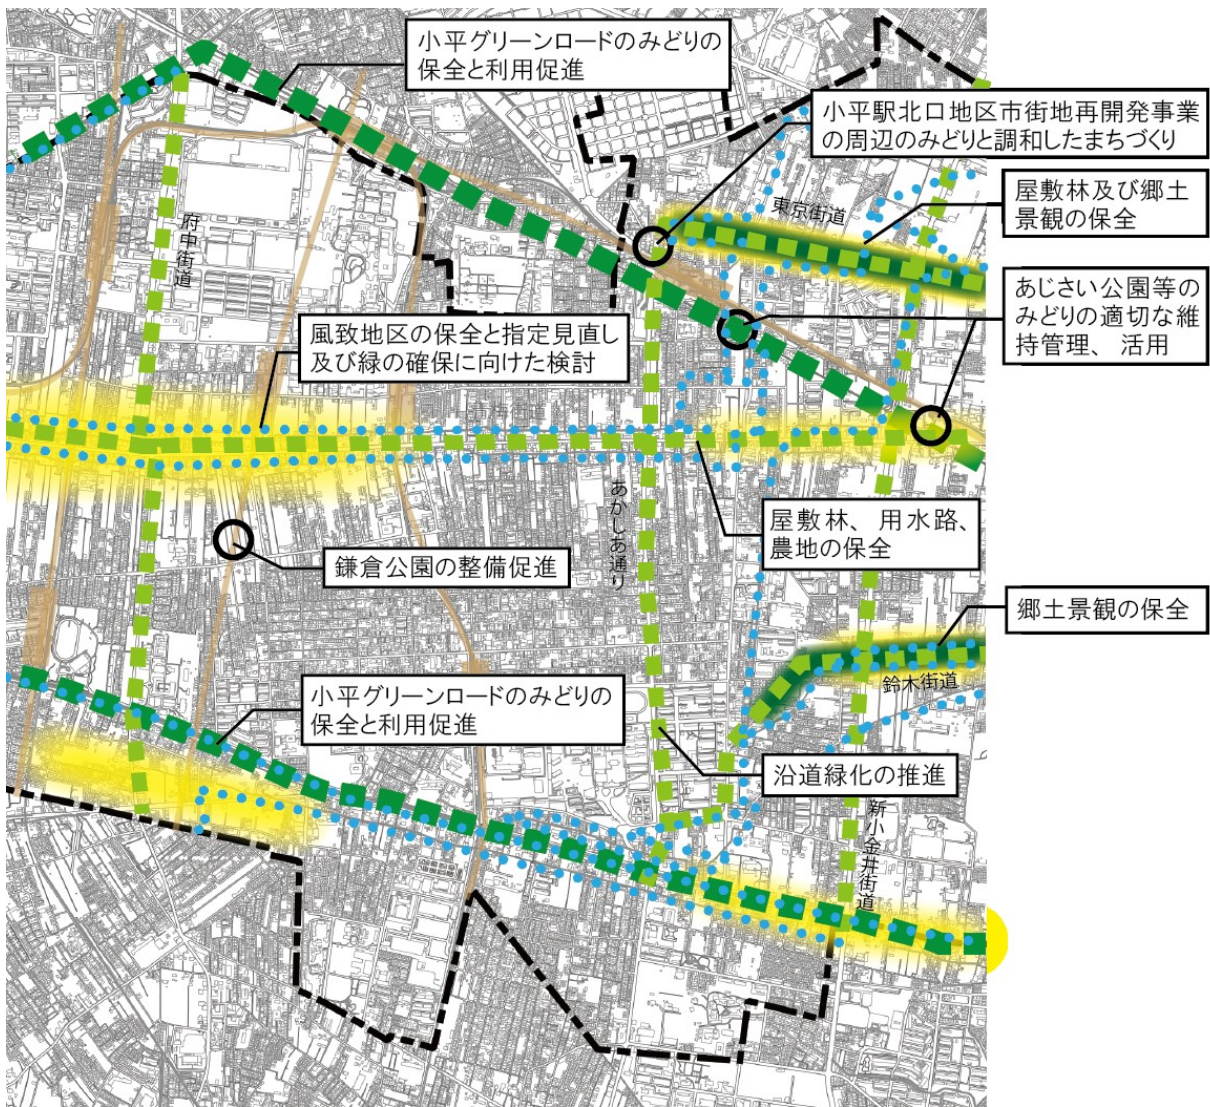 小平グリーンロードのみどりの
保全と利用促進
小平駅北口地区市街地再開発事業
の周辺のみどりと調和したまちづくり
屋敷林及び郷土
景観の保全
東京街道
府中街道
あじさい公園等の
みどりの適切な維
持管理、活用
風致地区の保全と指定見直し
及び緑の確保に向けた検討
青梅街道
あかしあ通り
屋敷林、用水路、
農地の保全
鎌倉公園の整備促進
郷土景観の保全
鈴木街道
小平グリーンロードのみどりの
保全と利用促進
沿道緑化の推進
新小金井街道